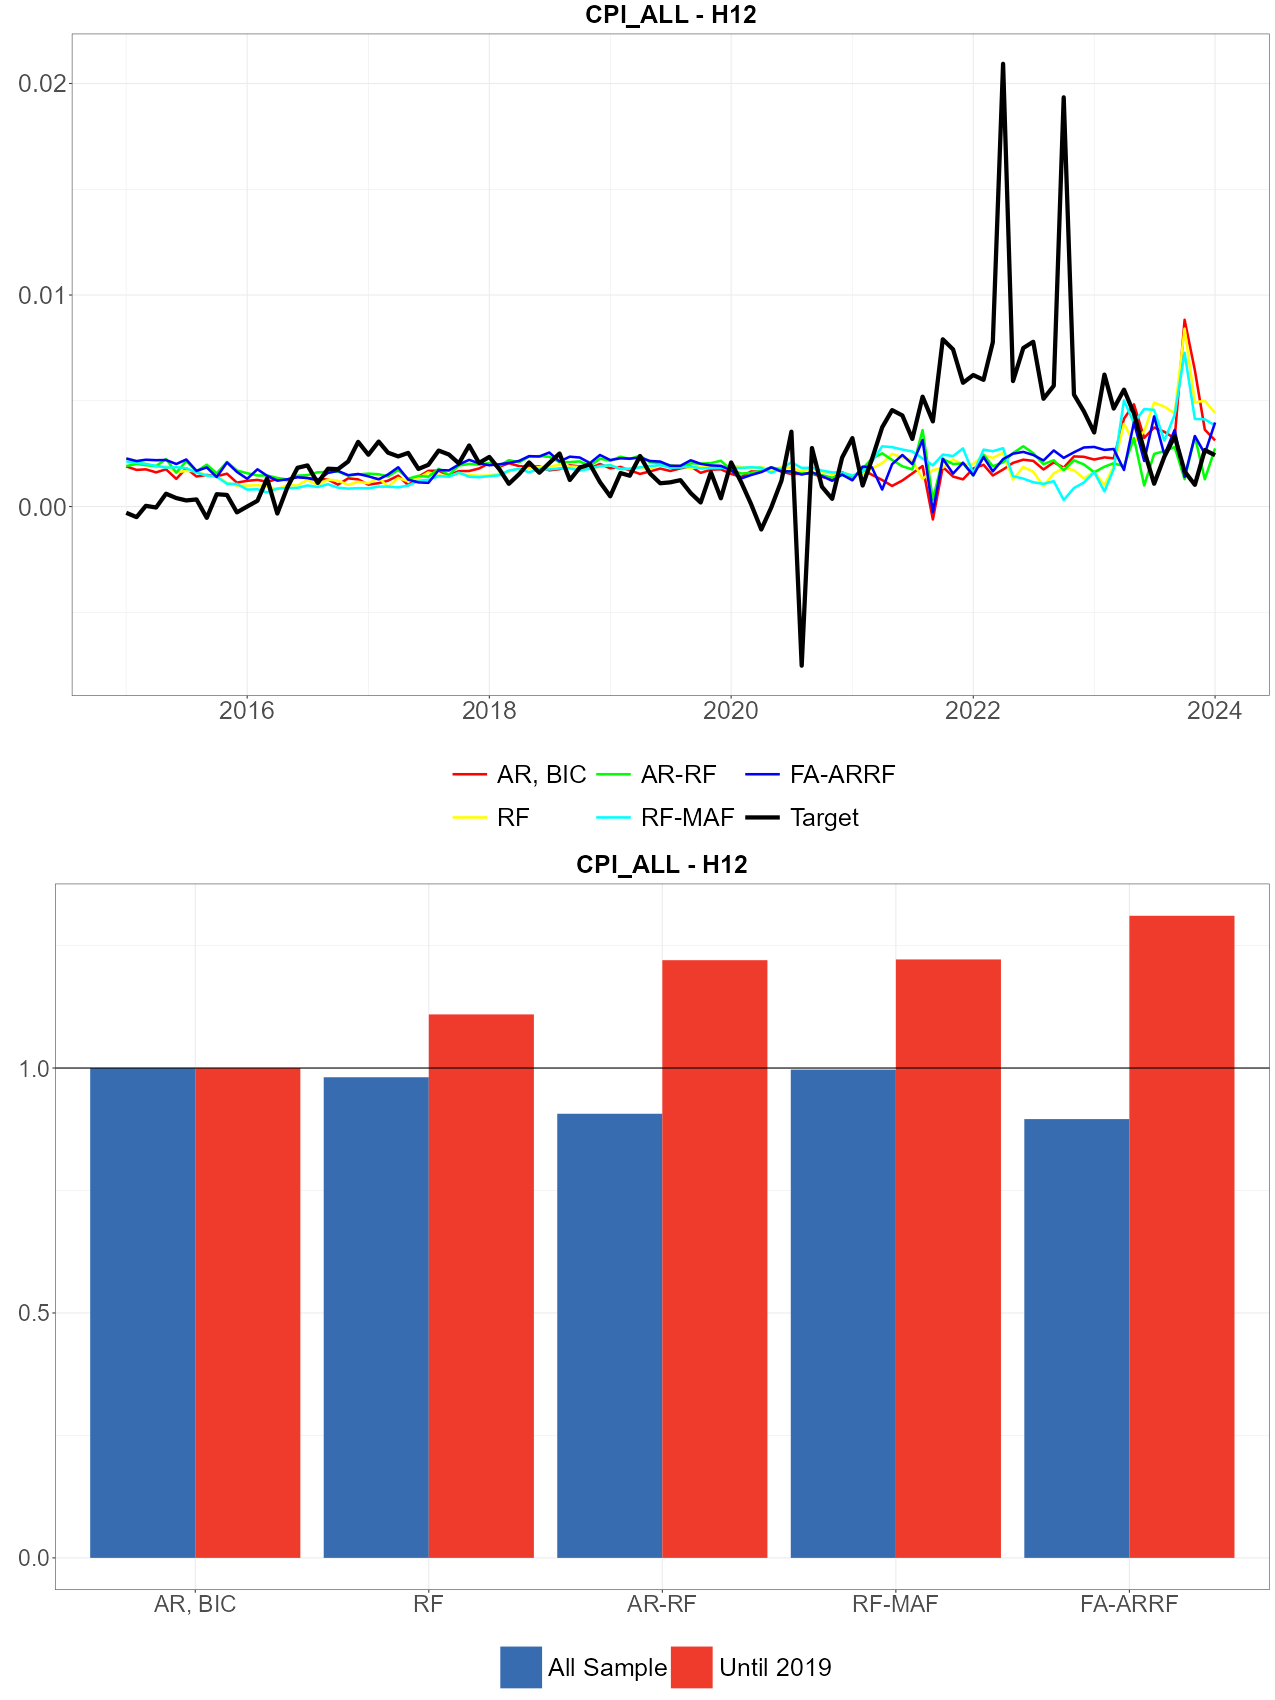 CPI_ALL - H12
0.02
0.01
0.00
2016 2018 2020 2022 2024
AR, BIC AR-RF FA-ARRF
RF RF-MAF Target
CPI_ALL - H12
1.0
0.5
0.0
AR, BIC RF AR-RF RF-MAF FA-ARRF
All Sample Until 2019